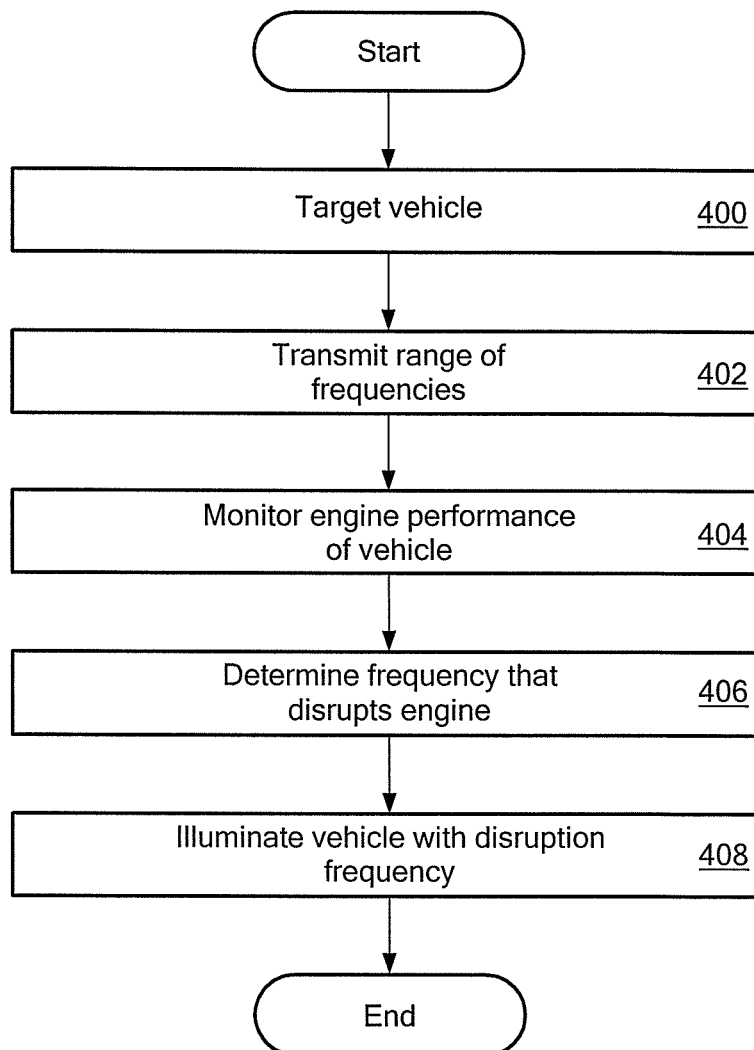 Start
Target vehicle 400
Transmit range of
frequencies 402
Monitor engine performance
of vehicle 404
Determine frequency that
disrupts engine 406
Illuminate vehicle with disruption
frequency 408
End